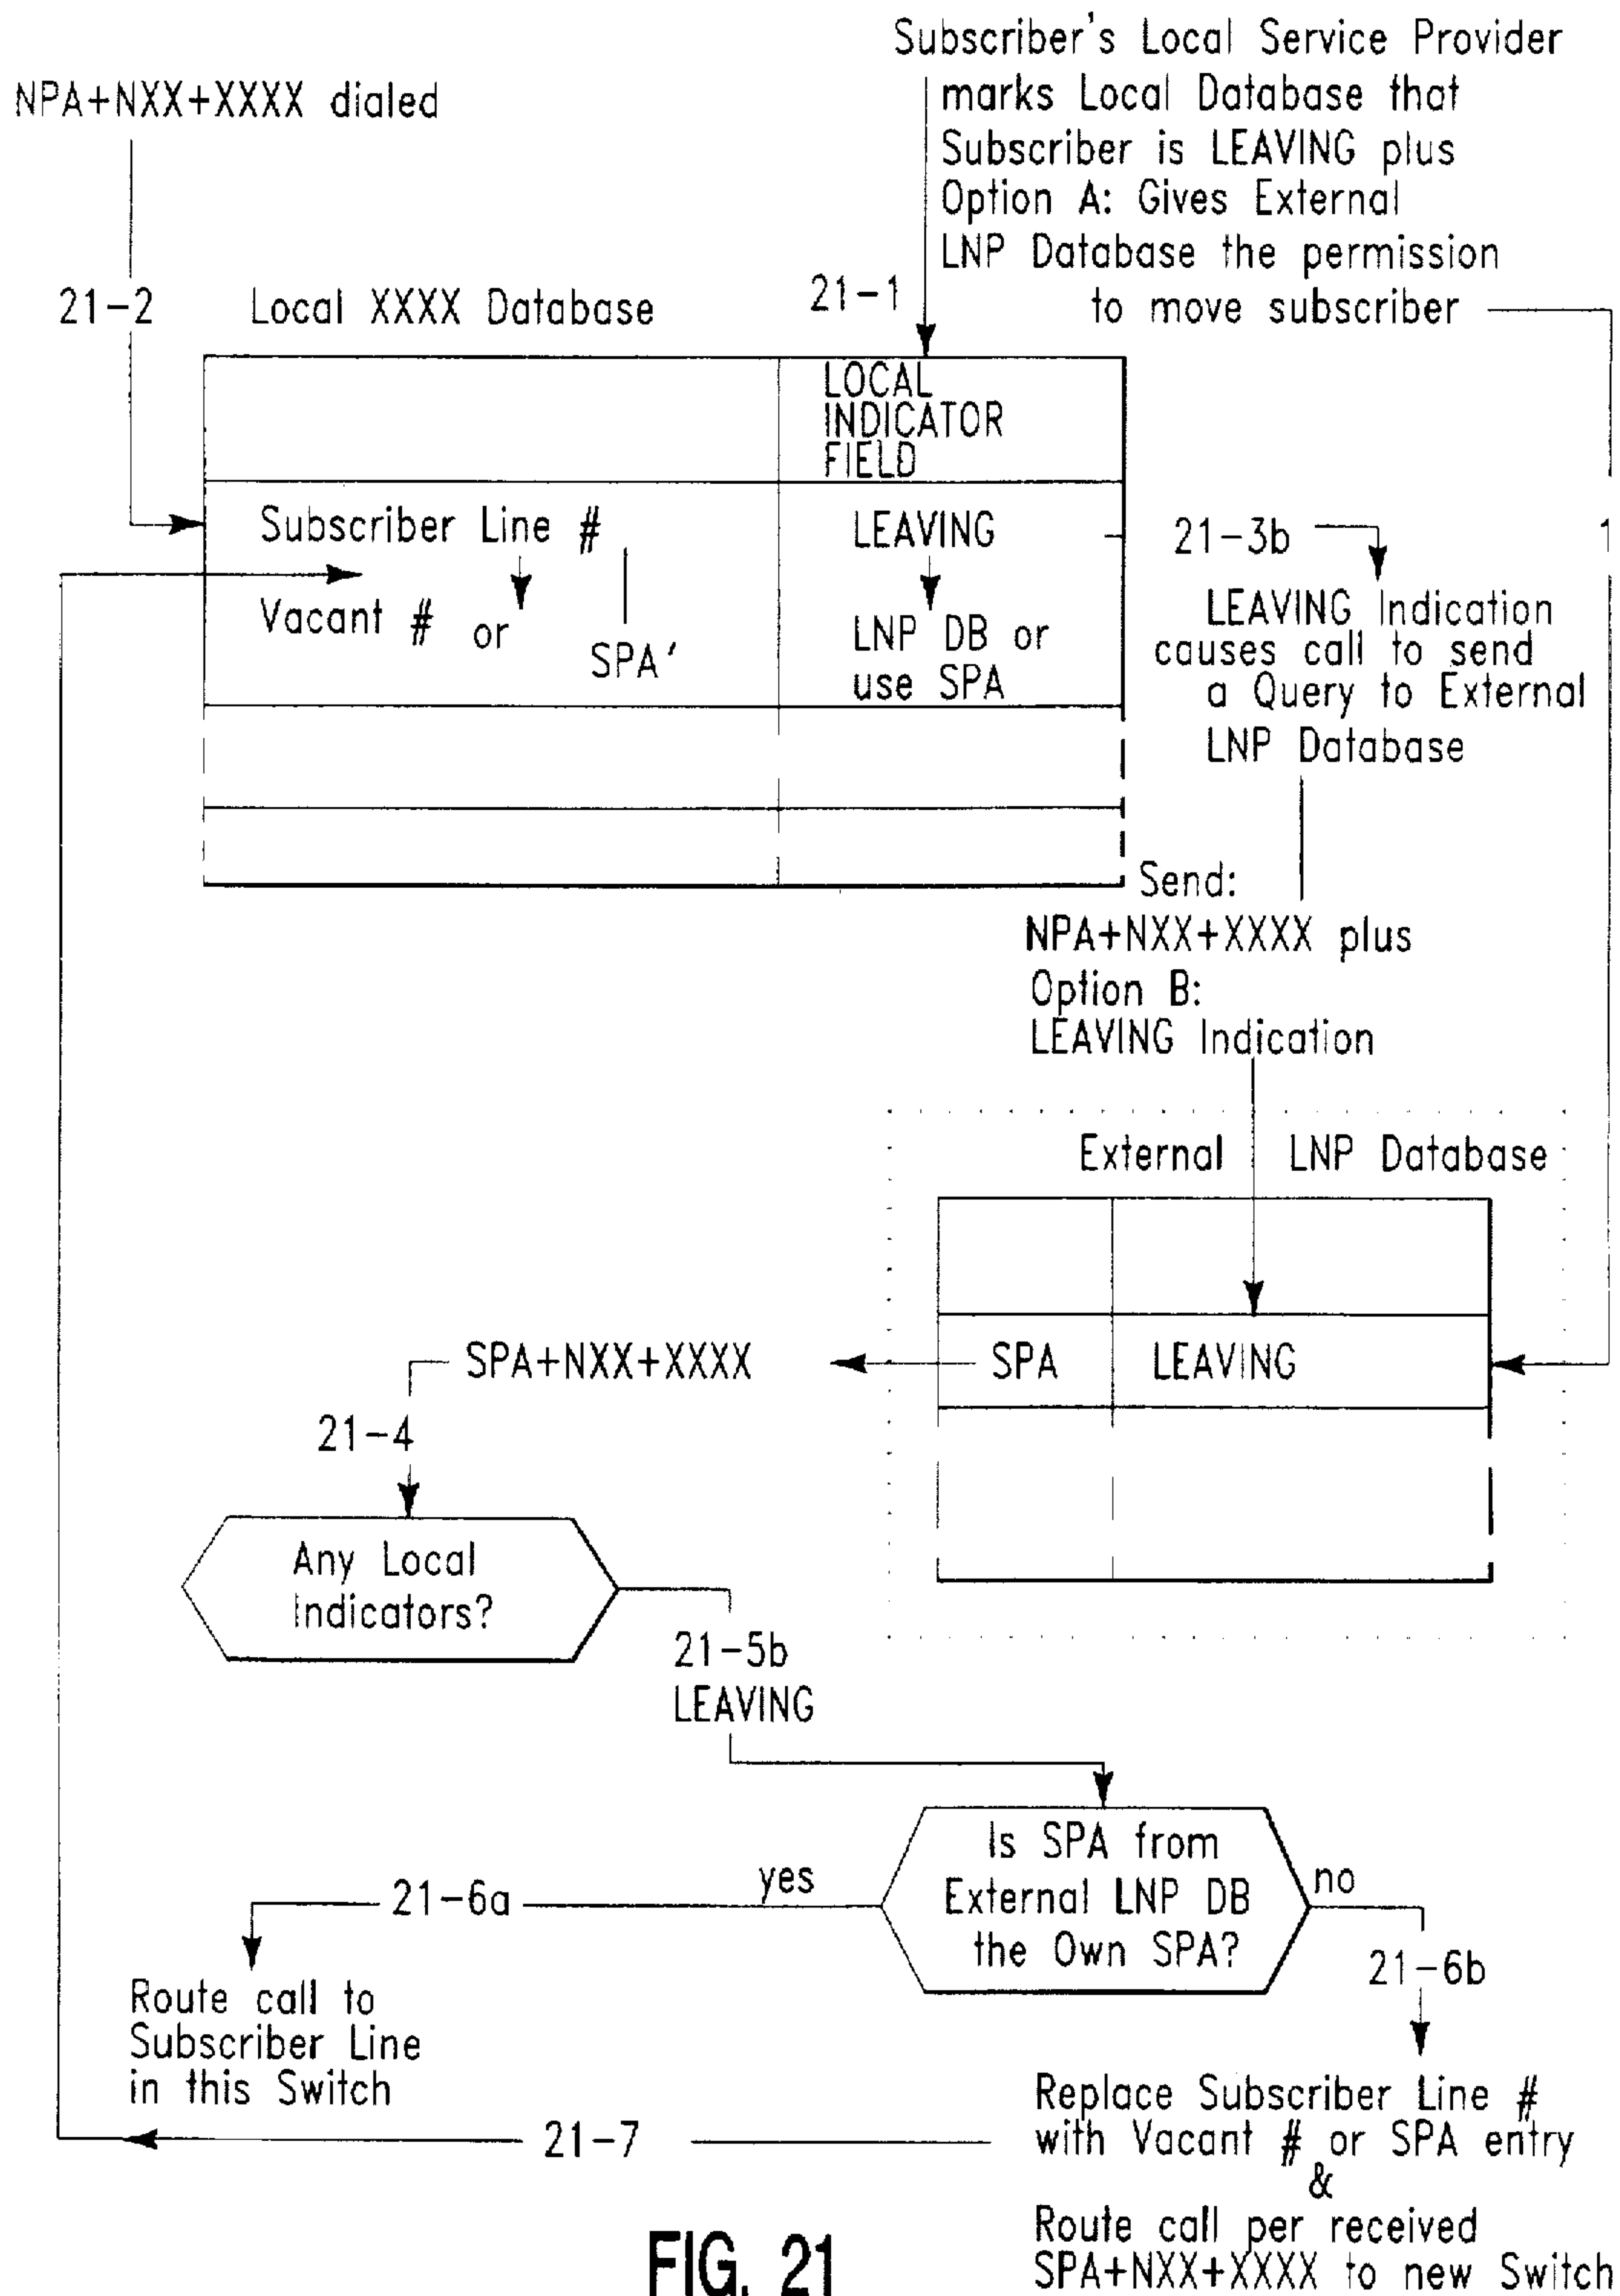 Subscriber's Local Service Provider
marks Local Database that
Subscriber is LEAVING plus
Option A: Gives External
LNP Database the permission
to move subscriber
NPA+NXX+XXXX dialed
21-2
Local XXXX Database
21-1
LOCAL
INDICATOR
FIELD
Subscriber Line #
LEAVING
Vacant # or
SPA'
LNP DB or
use SPA
21-3b
1
LEAVING Indication
causes call to send
a Query to External
LNP Database
Send:
NPA+NXX+XXXX plus
Option B:
LEAVING Indication
External LNP Database
SPA+NXX+XXXX
SPA
LEAVING
21-4
Any Local
Indicators?
21-5b
LEAVING
Is SPA from
External LNP DB
the Own SPA?
yes
no
21-6a
21-6b
Route call to
Subscriber Line
in this Switch
Replace Subscriber Line #
with Vacant # or SPA entry
&
Route call per received
SPA+NXX+XXXX to new Switch
21-7
FIG. 21